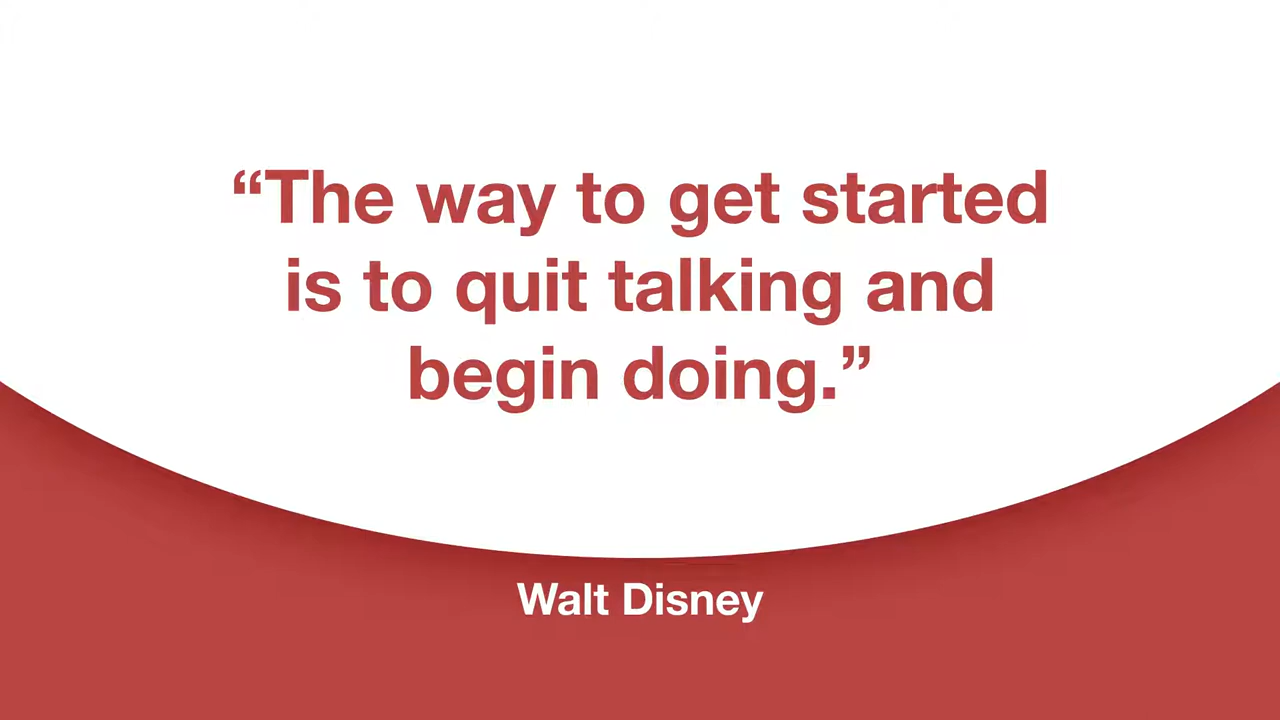 “The way to get started
is to quit talking and
begin doing.”
Walt Disney